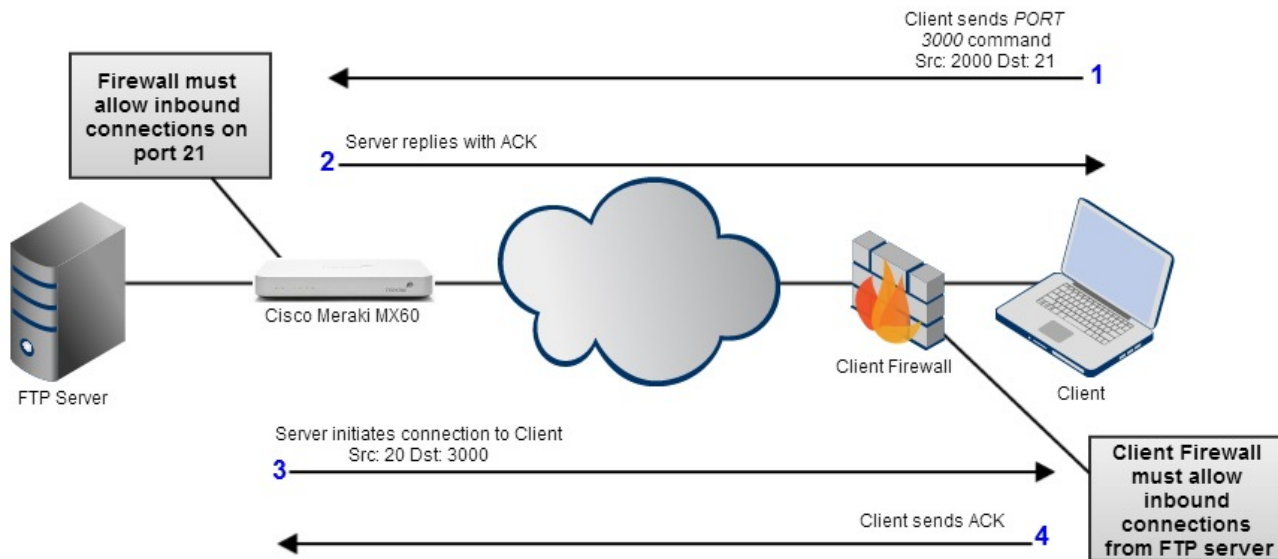 Client sends PORT
3000 command
Src: 2000 Dst: 21
1
Firewall must
allow inbound
connections on
port 21
Server replies with ACK
2
Cisco Meraki MX60
FTP Server
Client Firewall
Client
Server initiates connection to Client
Src: 20 Dst: 3000
3
Client sends ACK
4
Client Firewall
must allow
inbound
connections
from FTP server